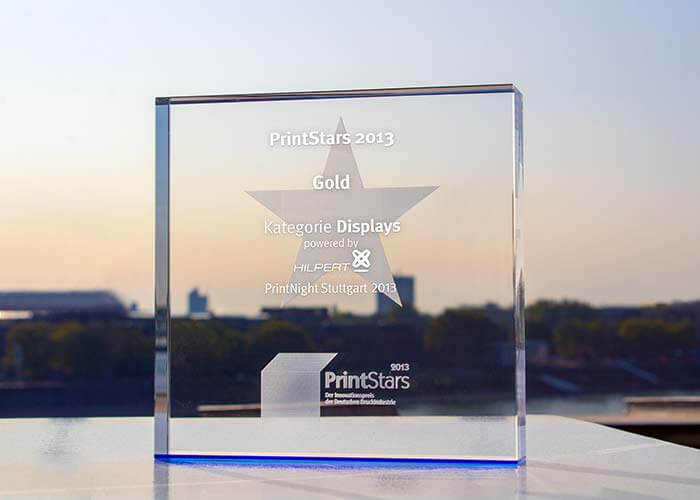 PrintStars 2013
Gold
Kategorie Displays
powered by
HILPERT
PrintNight Stuttgart 2013
2013
PrintStars
Der Innovationspreis
der Deutschen Druckindustrie